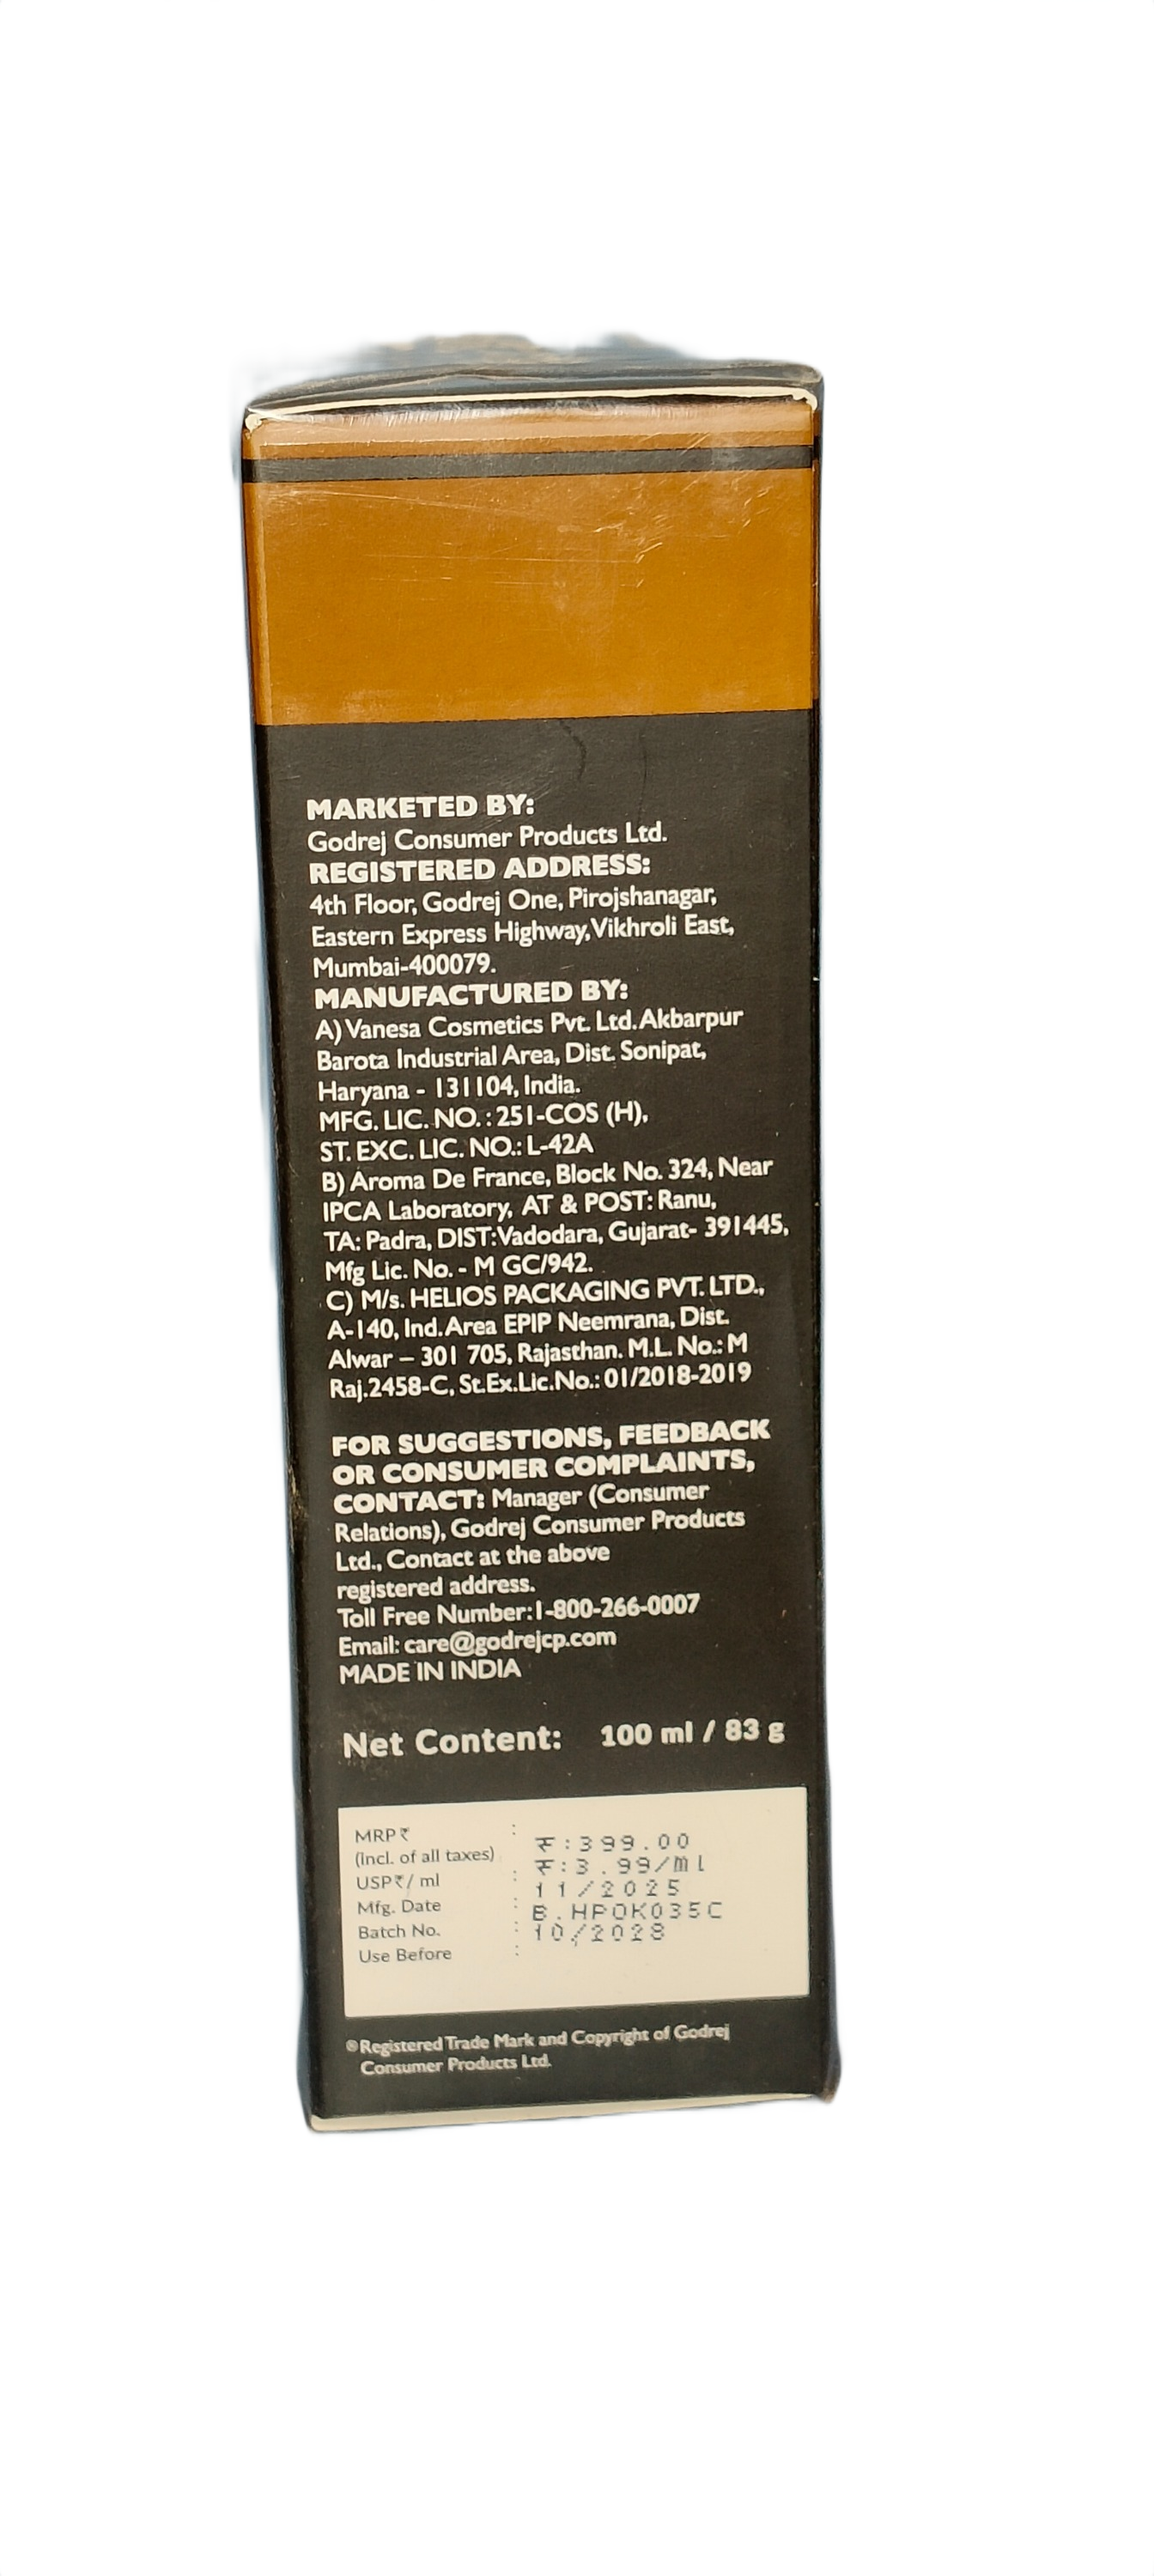 MARKETED BY:
Godrej Consumer Products Ltd.
REGISTERED ADDRESS:
4th Floor, Godrej One, Pirojshanagar,
Eastern Express Highway, Vikhroli East,
Mumbai-400079.
MANUFACTURED BY:
A) Vanesa Cosmetics Pvt. Ltd. Akbarpur
Barota Industrial Area, Dist. Sonipat,
Haryana - 131104, India.
MFG. LIC. NO. : 251-COS (H),
ST. EXC. LIC. NO.: L-42A
B) Aroma De France, Block No. 324, Near
IPCA Laboratory, AT & POST: Ranu,
TA: Padra, DIST: Vadodara, Gujarat- 391445,
Mfg Lic. No. - M GC/942.
C) M/s. HELIOS PACKAGING PVT. LTD.,
A-140, Ind. Area EPIP Neemrana, Dist.
Alwar – 301 705, Rajasthan. M.L. No.: M
Raj.2458-C, St.Ex.Lic.No.: 01/2018-2019
FOR SUGGESTIONS, FEEDBACK
OR CONSUMER COMPLAINTS,
CONTACT: Manager (Consumer
Relations), Godrej Consumer Products
Ltd., Contact at the above
registered address.
Toll Free Number:1-800-266-0007
Email: care@godrejcp.com
MADE IN INDIA
Net Content: 100 ml / 83 g
MRP ₹ :
(Incl. of all taxes) ₹:399.00
USP ₹/ ml : ₹:3.99/ml
Mfg. Date : 11/2025
Batch No. : B.HPOK035C
Use Before : 10/2028
®Registered Trade Mark and Copyright of Godrej
Consumer Products Ltd.